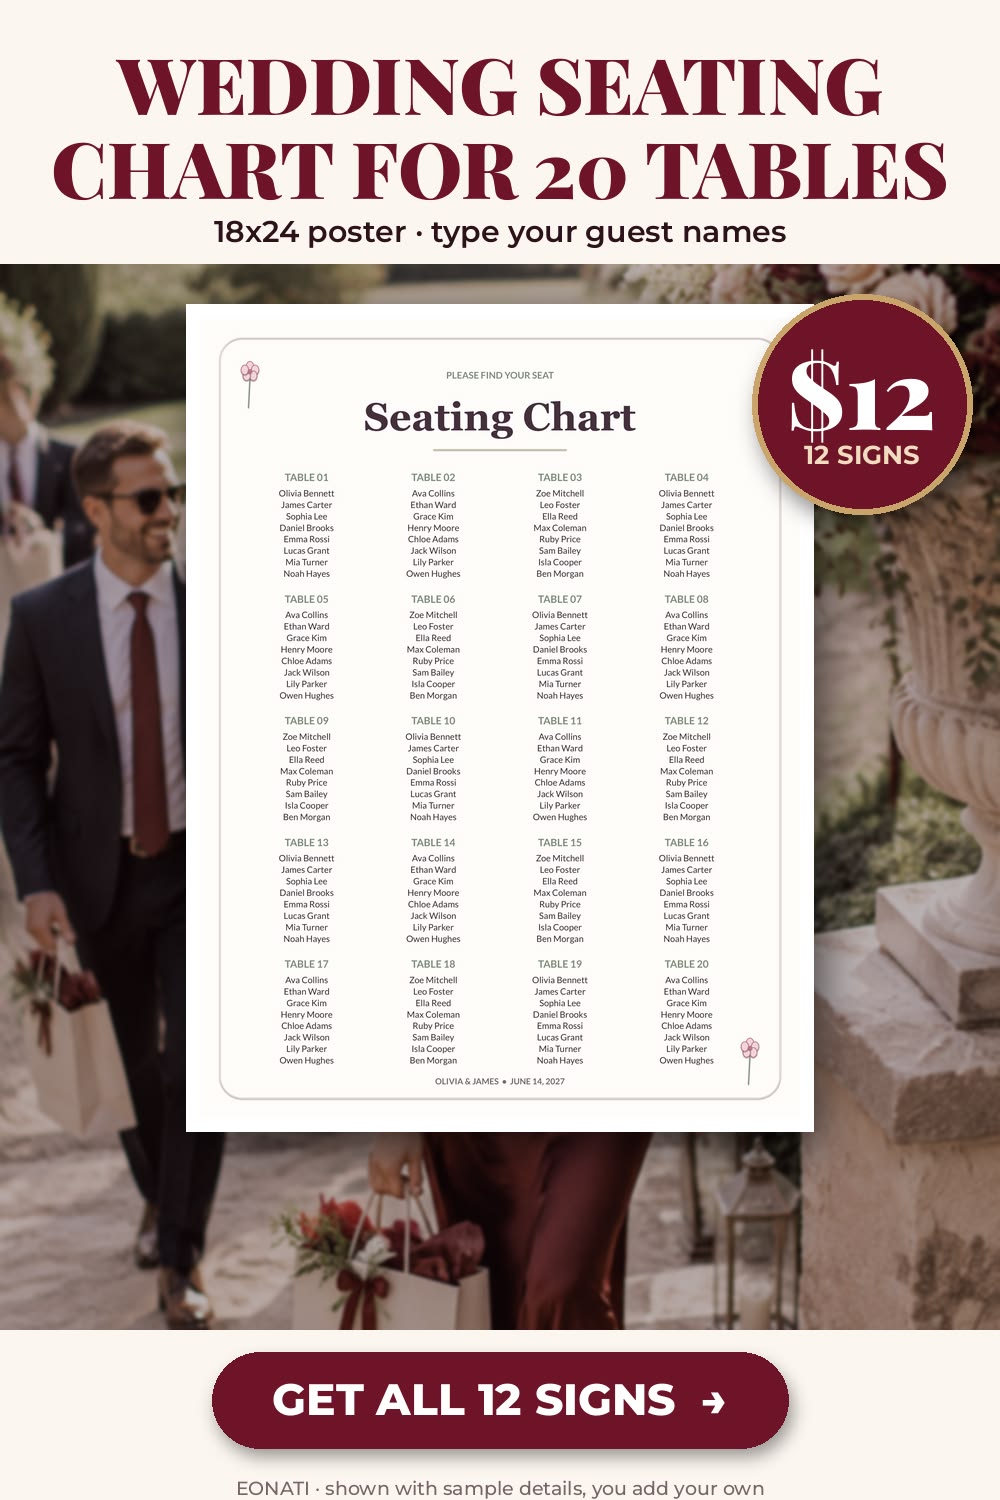 WEDDING SEATING
CHART FOR 20 TABLES
18x24 poster · type your guest names
$12
12 SIGNS
PLEASE FIND YOUR SEAT
Seating Chart
TABLE 01
Olivia Bennett
James Carter
Sophia Lee
Daniel Brooks
Emma Rossi
Lucas Grant
Mia Turner
Noah Hayes
TABLE 02
Ava Collins
Ethan Ward
Grace Kim
Henry Moore
Chloe Adams
Jack Wilson
Lily Parker
Owen Hughes
TABLE 03
Zoe Mitchell
Leo Foster
Ella Reed
Max Coleman
Ruby Price
Sam Bailey
Isla Cooper
Ben Morgan
TABLE 04
Olivia Bennett
James Carter
Sophia Lee
Daniel Brooks
Emma Rossi
Lucas Grant
Mia Turner
Noah Hayes
TABLE 05
Ava Collins
Ethan Ward
Grace Kim
Henry Moore
Chloe Adams
Jack Wilson
Lily Parker
Owen Hughes
TABLE 06
Zoe Mitchell
Leo Foster
Ella Reed
Max Coleman
Ruby Price
Sam Bailey
Isla Cooper
Ben Morgan
TABLE 07
Olivia Bennett
James Carter
Sophia Lee
Daniel Brooks
Emma Rossi
Lucas Grant
Mia Turner
Noah Hayes
TABLE 08
Ava Collins
Ethan Ward
Grace Kim
Henry Moore
Chloe Adams
Jack Wilson
Lily Parker
Owen Hughes
TABLE 09
Zoe Mitchell
Leo Foster
Ella Reed
Max Coleman
Ruby Price
Sam Bailey
Isla Cooper
Ben Morgan
TABLE 10
Olivia Bennett
James Carter
Sophia Lee
Daniel Brooks
Emma Rossi
Lucas Grant
Mia Turner
Noah Hayes
TABLE 11
Ava Collins
Ethan Ward
Grace Kim
Henry Moore
Chloe Adams
Jack Wilson
Lily Parker
Owen Hughes
TABLE 12
Zoe Mitchell
Leo Foster
Ella Reed
Max Coleman
Ruby Price
Sam Bailey
Isla Cooper
Ben Morgan
TABLE 13
Olivia Bennett
James Carter
Sophia Lee
Daniel Brooks
Emma Rossi
Lucas Grant
Mia Turner
Noah Hayes
TABLE 14
Ava Collins
Ethan Ward
Grace Kim
Henry Moore
Chloe Adams
Jack Wilson
Lily Parker
Owen Hughes
TABLE 15
Zoe Mitchell
Leo Foster
Ella Reed
Max Coleman
Ruby Price
Sam Bailey
Isla Cooper
Ben Morgan
TABLE 16
Olivia Bennett
James Carter
Sophia Lee
Daniel Brooks
Emma Rossi
Lucas Grant
Mia Turner
Noah Hayes
TABLE 17
Ava Collins
Ethan Ward
Grace Kim
Henry Moore
Chloe Adams
Jack Wilson
Lily Parker
Owen Hughes
TABLE 18
Zoe Mitchell
Leo Foster
Ella Reed
Max Coleman
Ruby Price
Sam Bailey
Isla Cooper
Ben Morgan
TABLE 19
Olivia Bennett
James Carter
Sophia Lee
Daniel Brooks
Emma Rossi
Lucas Grant
Mia Turner
Noah Hayes
TABLE 20
Ava Collins
Ethan Ward
Grace Kim
Henry Moore
Chloe Adams
Jack Wilson
Lily Parker
Owen Hughes
OLIVIA & JAMES ● JUNE 14, 2027
GET ALL 12 SIGNS →
EONATI · shown with sample details, you add your own